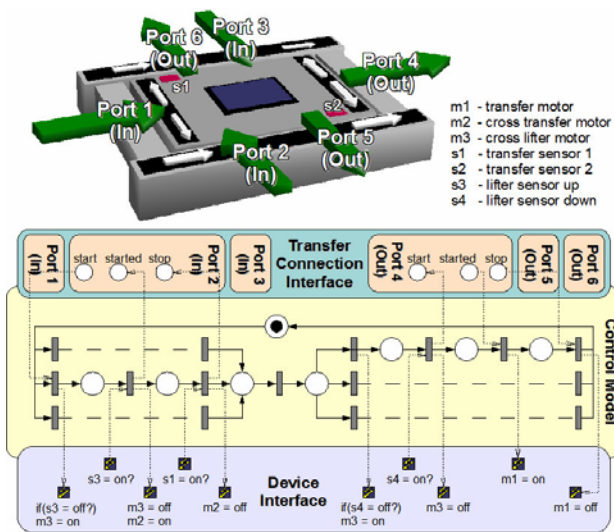 Port 6
(Out)
Port 3
(In)
Port 4
(Out)
s1
s2
Port 1
(In)
Port 2
(In)
Port 5
(Out)
m1 - transfer motor
m2 - cross transfer motor
m3 - cross lifter motor
s1 - transfer sensor 1
s2 - transfer sensor 2
s3 - lifter sensor up
s4 - lifter sensor down
Port 1
(In)
start
started
stop
Port 2
(In)
Port 3
(In)
Transfer
Connection
Interface
Port 4
(Out)
start
started
stop
Port 5
(Out)
Port 6
(Out)
Control Model
s3 = on?
s1 = on?
Device
Interface
s4 = on?
m1 = on
if(s3 = off?)
m3 = on
m3 = off
m2 = on
m2 = off
if(s4 = off?)
m3 = on
m3 = off
m1 = off